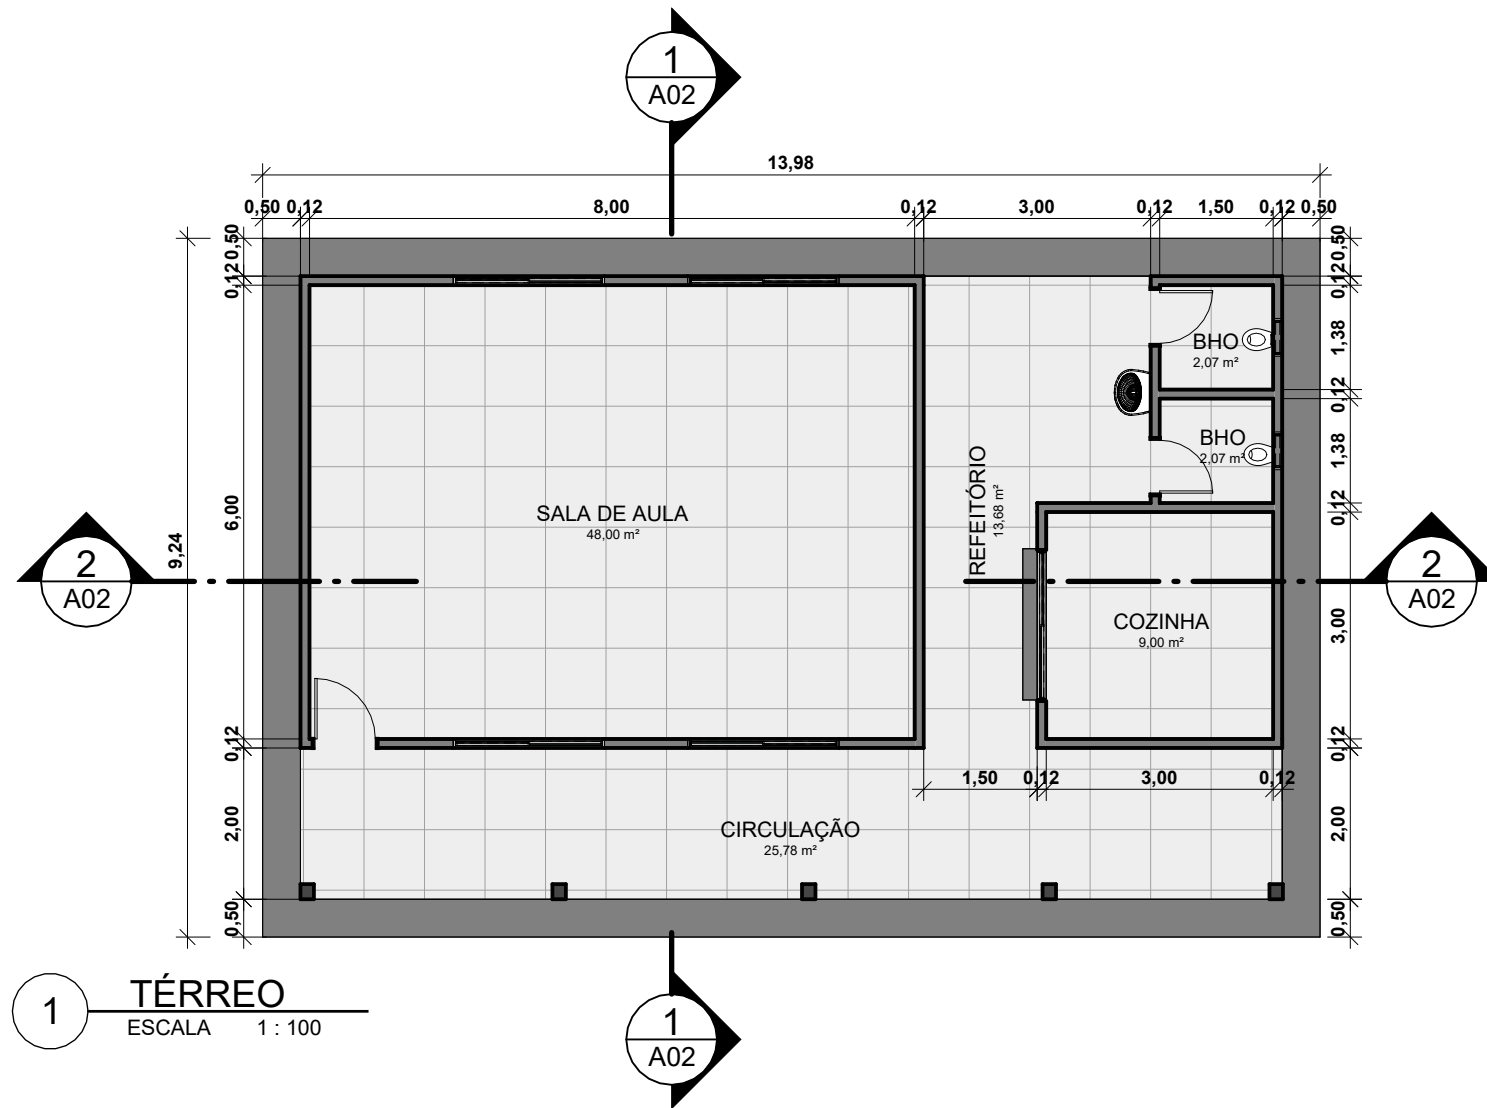 1
A02
13,98
0,50 0,12 8,00 0,12 3,00 0,12 1,50 0,12 0,50
0,50
0,12
6,00
9,24
0,12
2,00
0,50
0,50
0,12
1,38
0,12
1,38
0,12
3,00
0,12
2,00
0,50
BHO
2,07 m²
BHO
2,07 m²
SALA DE AULA
48,00 m²
REFEITÓRIO
13,68 m²
2
A02
2
A02
COZINHA
9,00 m²
1,50 0,12 3,00 0,12
CIRCULAÇÃO
25,78 m²
1
TÉRREO
ESCALA 1 : 100
1
A02